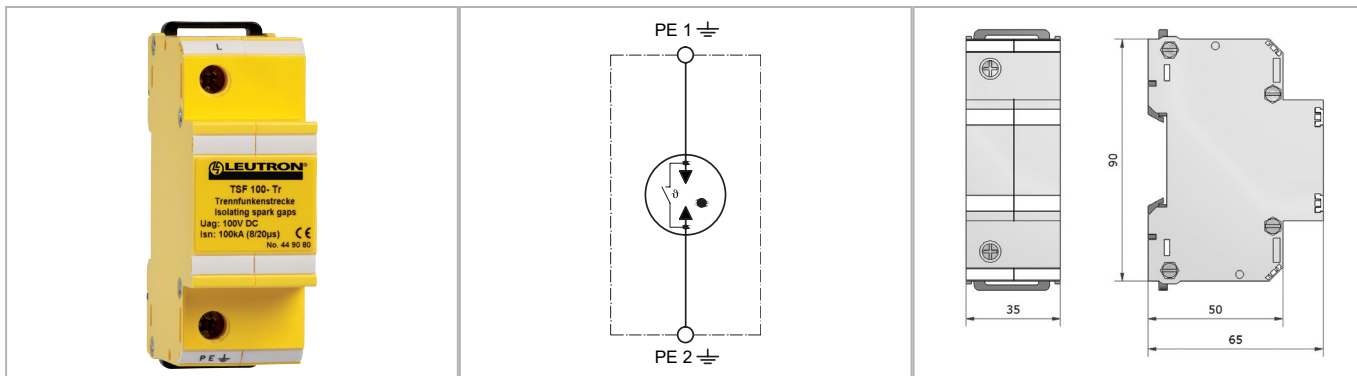 L
LEUTRON®
TSF 100- Tr
Trennfunkenstrecke
Isolating spark gaps
Uag: 100V DC
Isn: 100kA (8/20µs) CE
No. 44 90 80
PE ⏚
PE 1 ⏚
ϑ
PE 2 ⏚
35
90
50
65